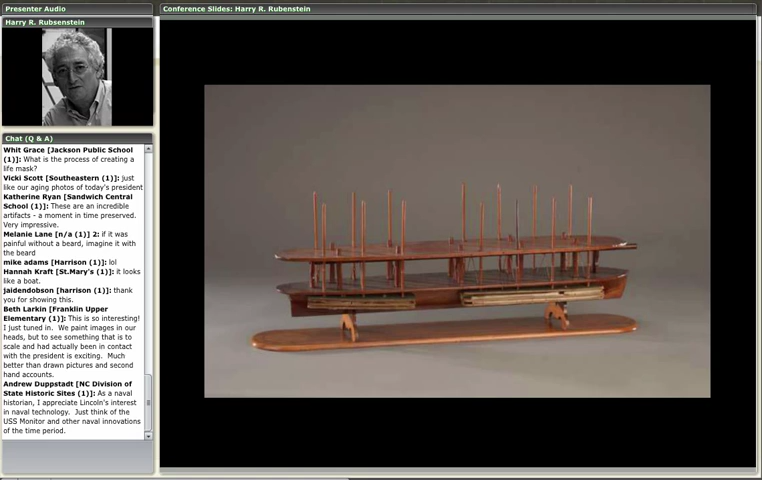 Presenter Audio
Harry R. Rubsenstein
Chat (Q & A)
Whit Grace [Jackson Public School
(1)]: What is the process of creating a
life mask?
Vicki Scott [Southeastern (1)]: just
like our aging photos of today's president
Katherine Ryan [Sandwich Central
School (1)]: These are an incredible
artifacts - a moment in time preserved.
Very impressive.
Melanie Lane [n/a (1)] 2: if it was
painful without a beard, imagine it with
the beard
mike adams [Harrison (1)]: lol
Hannah Kraft [St.Mary's (1)]: it looks
like a boat.
jaidendobson [harrison (1)]: thank
you for showing this.
Beth Larkin [Franklin Upper
Elementary (1)]: This is so interesting!
I just tuned in.  We paint images in our
heads, but to see something that is to
scale and had actually been in contact
with the president is exciting.  Much
better than drawn pictures and second
hand accounts.
Andrew Duppstadt [NC Division of
State Historic Sites (1)]: As a naval
historian, I appreciate Lincoln's interest
in naval technology.  Just think of the
USS Monitor and other naval innovations
of the time period.
Conference Slides: Harry R. Rubenstein